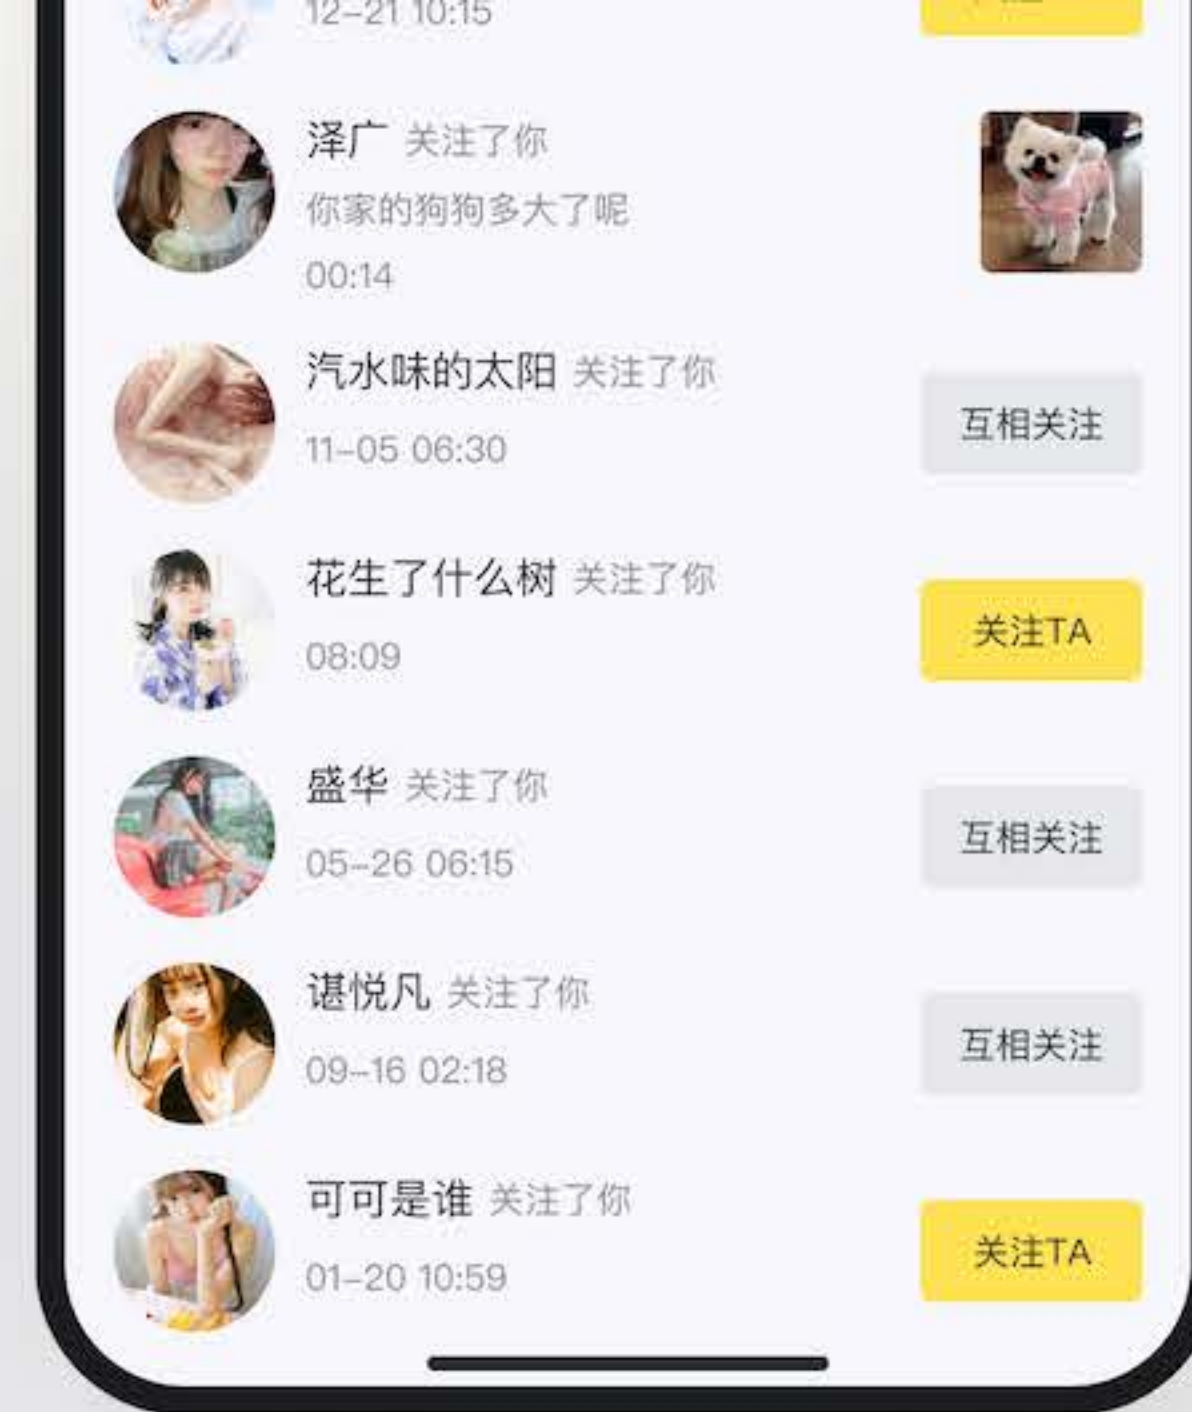 12-21 10:15
泽广 关注了你
你家的狗狗多大了呢
00:14
汽水味的太阳 关注了你
11-05 06:30
互相关注
花生了什么树 关注了你
08:09
关注TA
盛华 关注了你
05-26 06:15
互相关注
谌悦凡 关注了你
09-16 02:18
互相关注
可可是谁 关注了你
01-20 10:59
关注TA